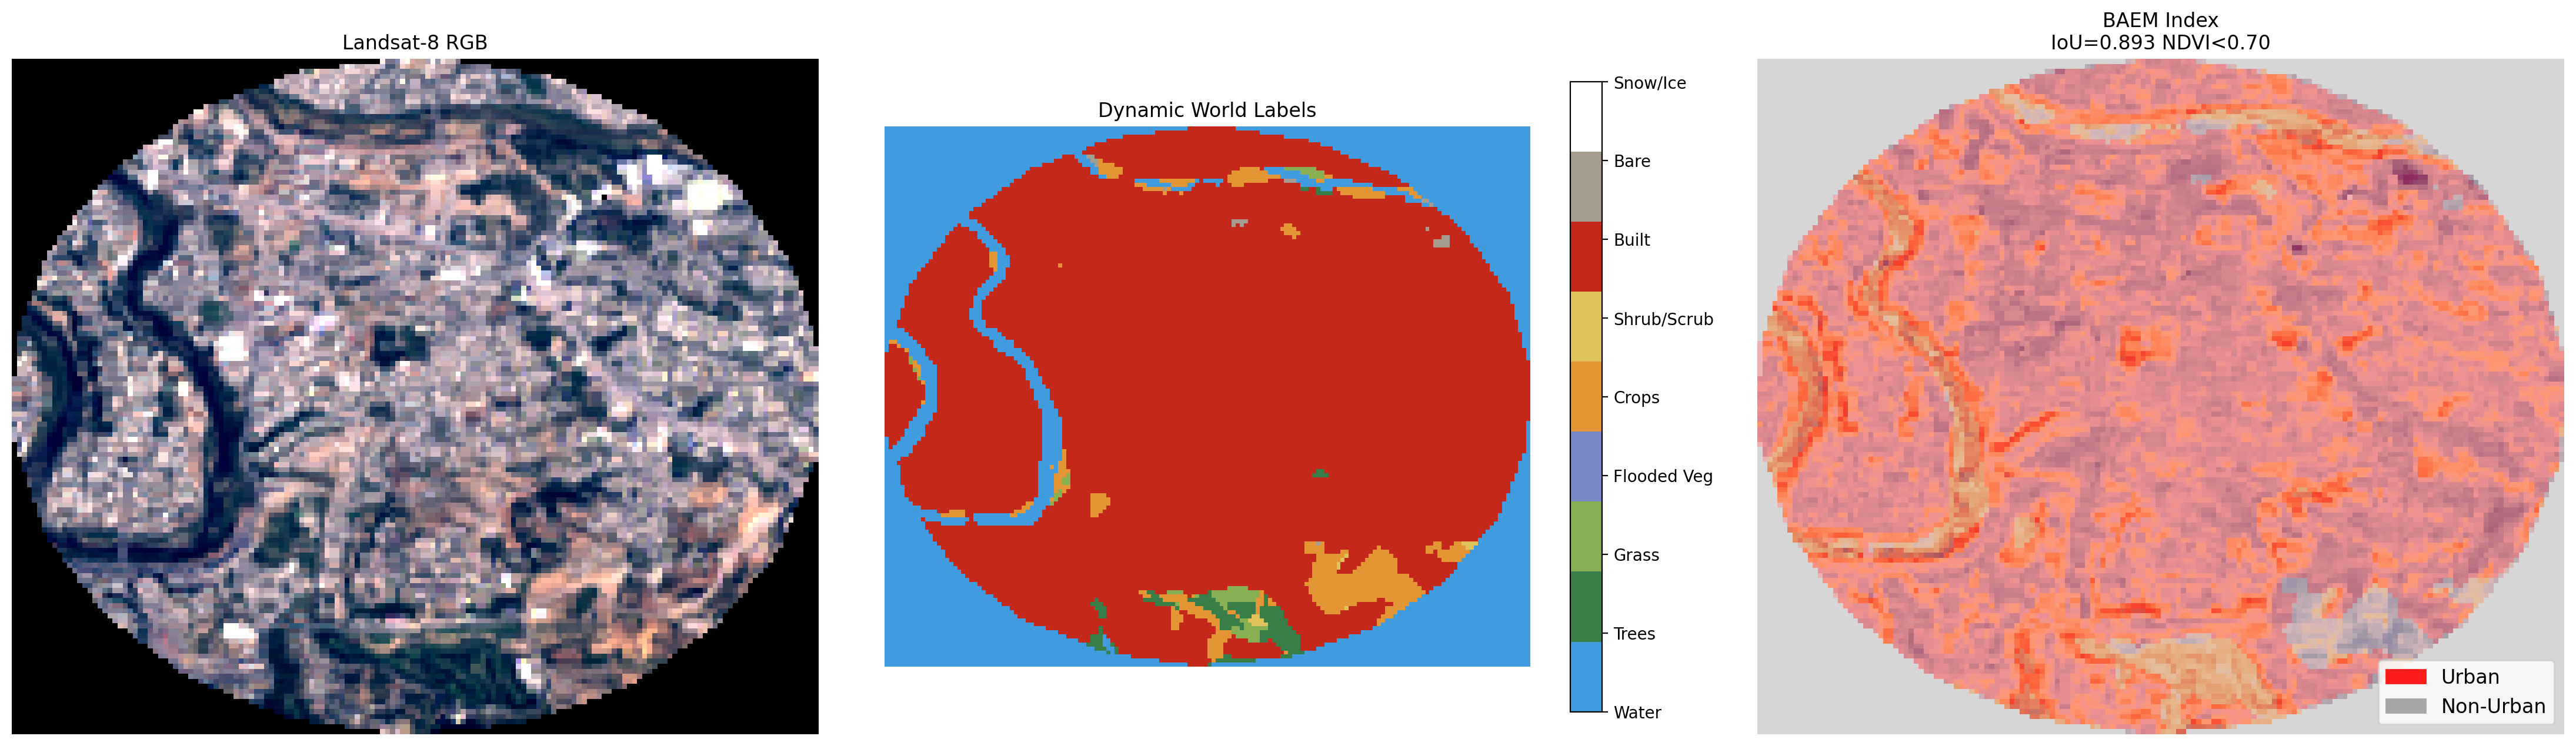 Landsat-8 RGB
Dynamic World Labels
Snow/Ice
Bare
Built
Shrub/Scrub
Crops
Flooded Veg
Grass
Trees
Water
BAEM Index
IoU=0.893 NDVI<0.70
Urban
Non-Urban